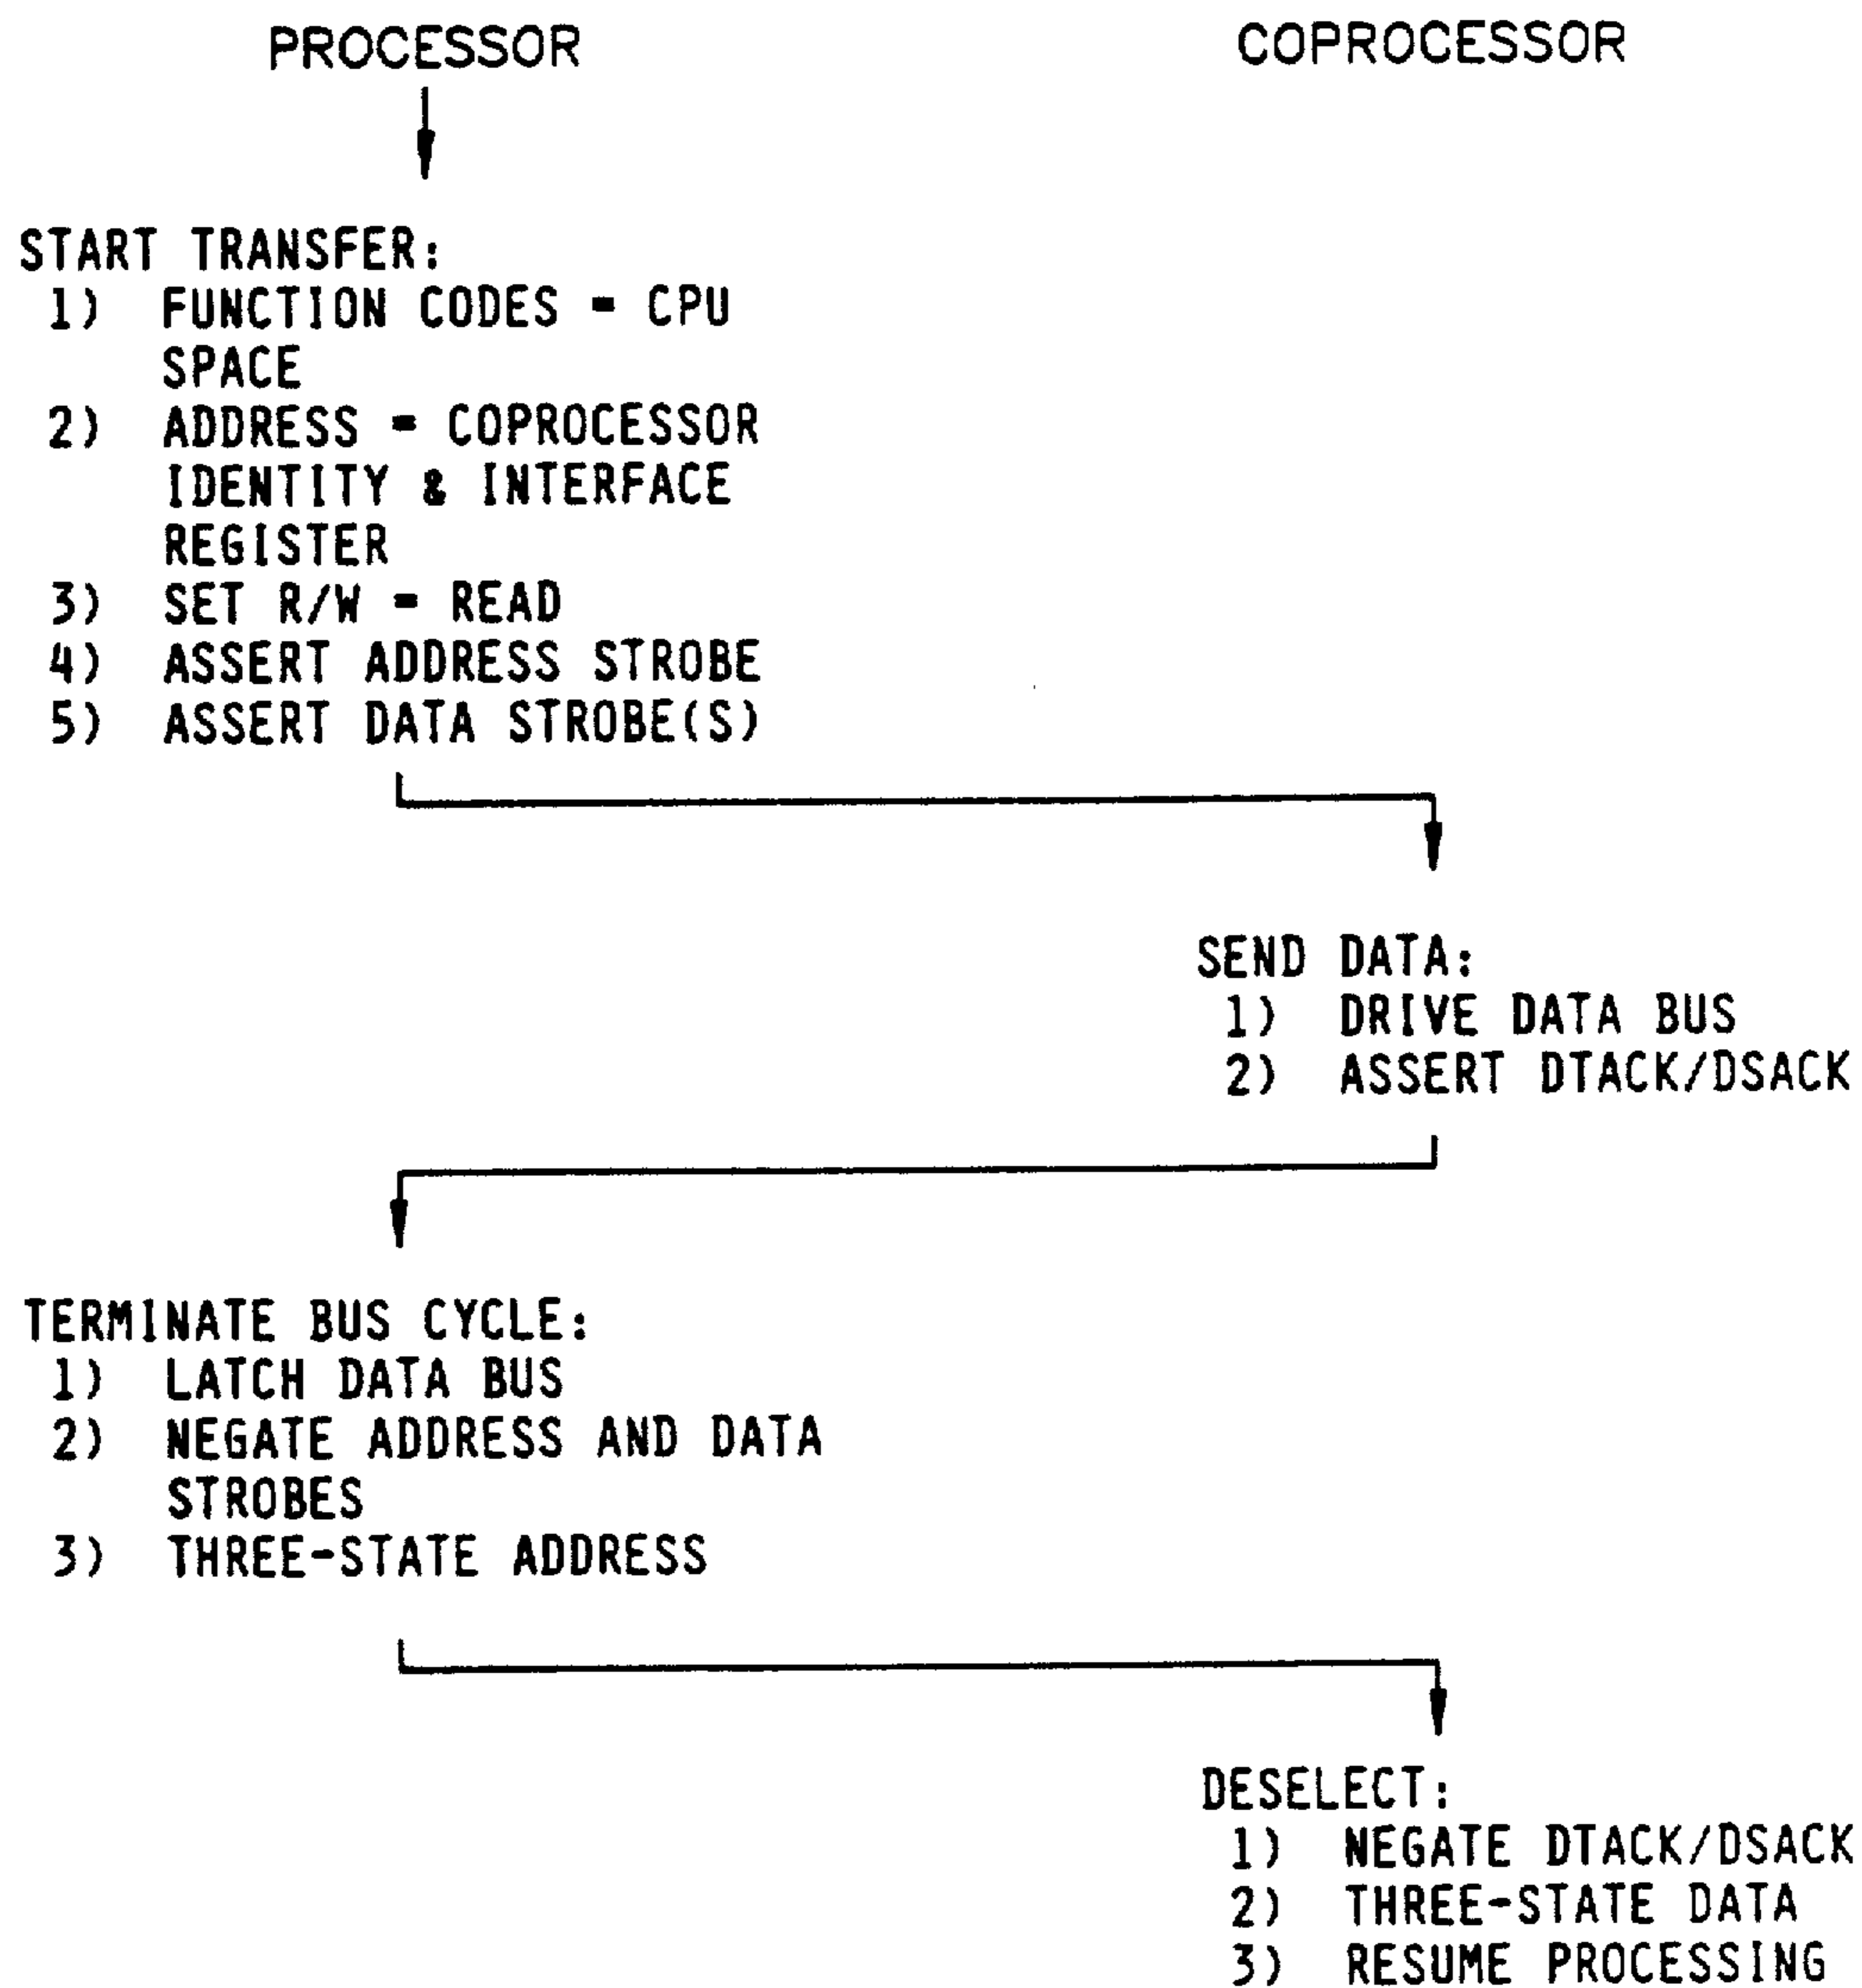 PROCESSOR
COPROCESSOR
START TRANSFER:
1) FUNCTION CODES = CPU
SPACE
2) ADDRESS = COPROCESSOR
IDENTITY & INTERFACE
REGISTER
3) SET R/W = READ
4) ASSERT ADDRESS STROBE
5) ASSERT DATA STROBE(S)
SEND DATA:
1) DRIVE DATA BUS
2) ASSERT DTACK/DSACK
TERMINATE BUS CYCLE:
1) LATCH DATA BUS
2) NEGATE ADDRESS AND DATA
STROBES
3) THREE-STATE ADDRESS
DESELECT:
1) NEGATE DTACK/DSACK
2) THREE-STATE DATA
3) RESUME PROCESSING